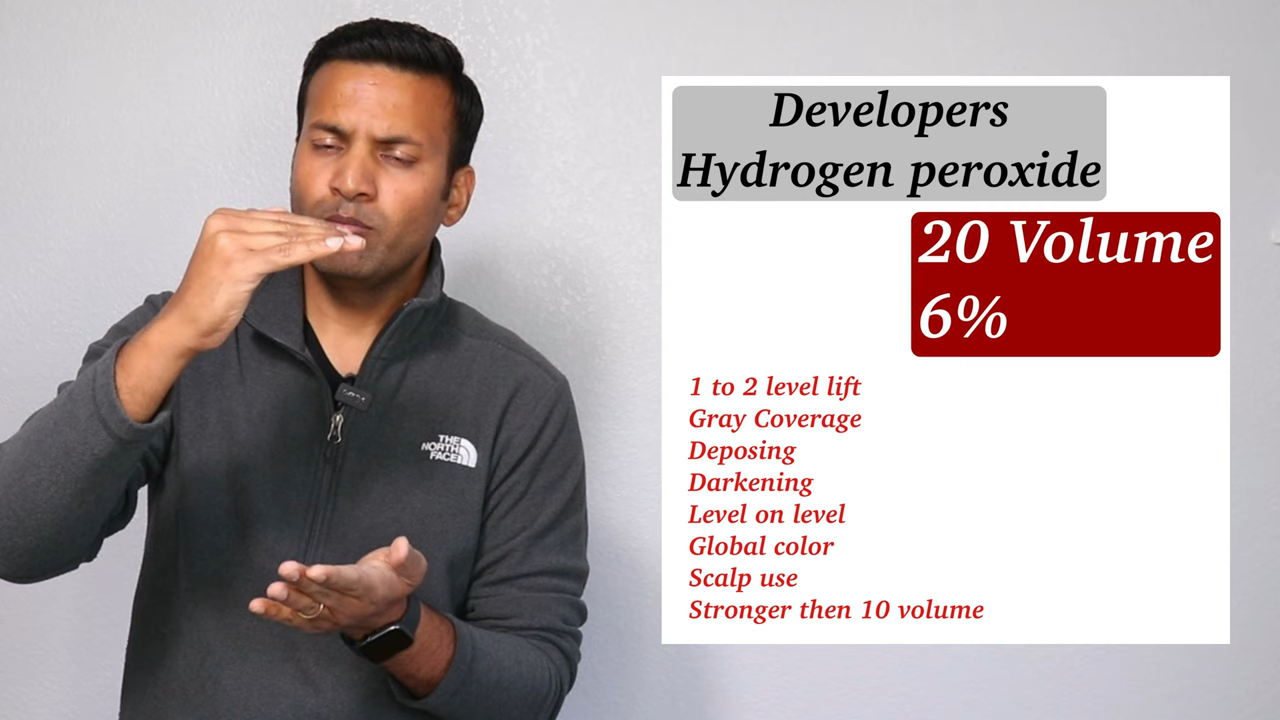 THE
NORTH
FACE
Developers
Hydrogen peroxide
20 Volume
6%
1 to 2 level lift
Gray Coverage
Deposing
Darkening
Level on level
Global color
Scalp use
Stronger then 10 volume